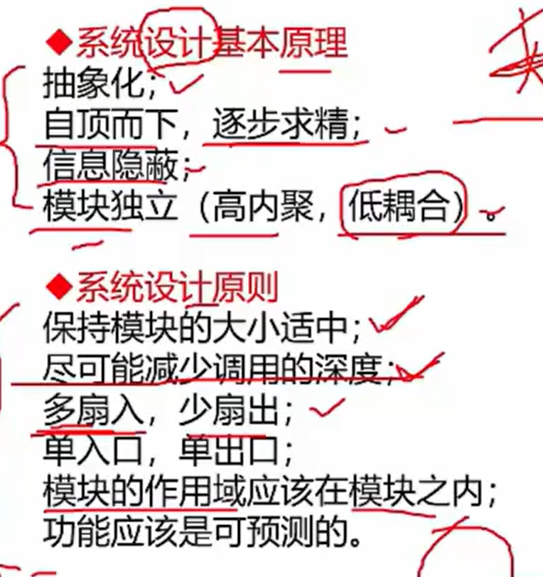 ◆系统设计基本原理
抽象化；
自顶而下，逐步求精；
信息隐蔽；
模块独立（高内聚，低耦合）。
◆系统设计原则
保持模块的大小适中；
尽可能减少调用的深度；
多扇入，少扇出；
单入口，单出口；
模块的作用域应该在模块之内；
功能应该是可预测的。